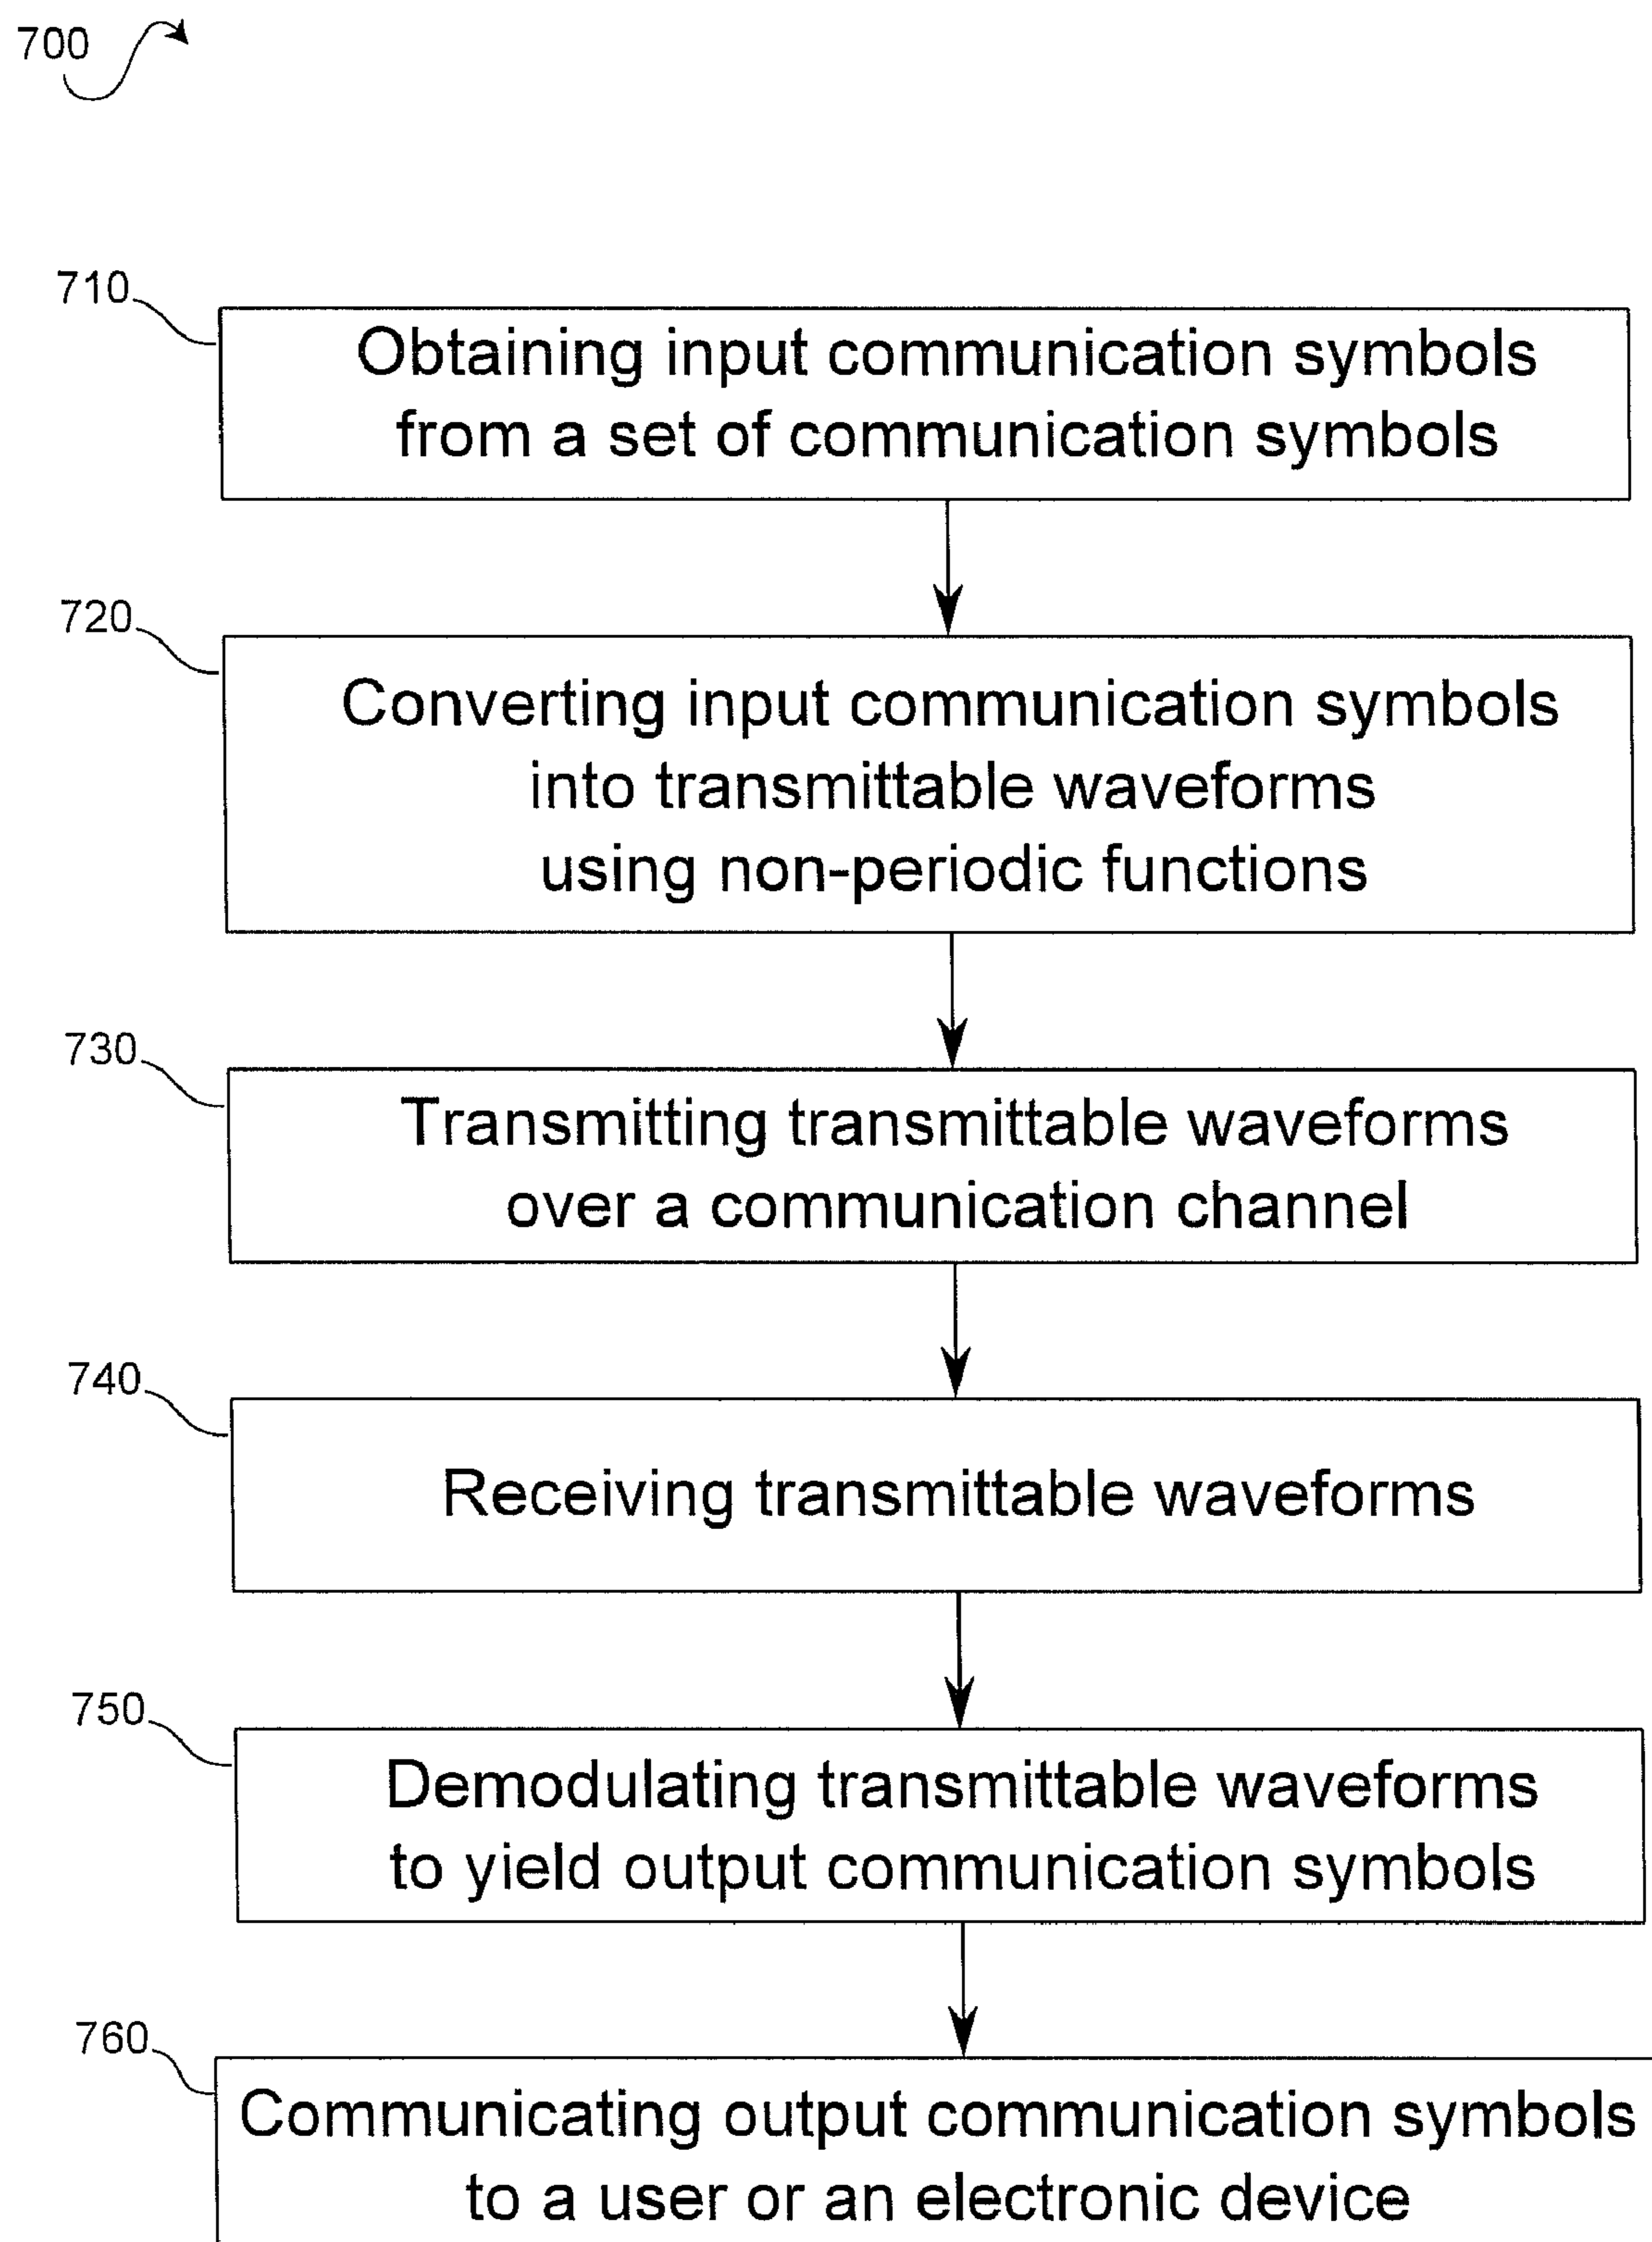 700
710
Obtaining input communication symbols
from a set of communication symbols
720
Converting input communication symbols
into transmittable waveforms
using non-periodic functions
730
Transmitting transmittable waveforms
over a communication channel
740
Receiving transmittable waveforms
750
Demodulating transmittable waveforms
to yield output communication symbols
760
Communicating output communication symbols
to a user or an electronic device